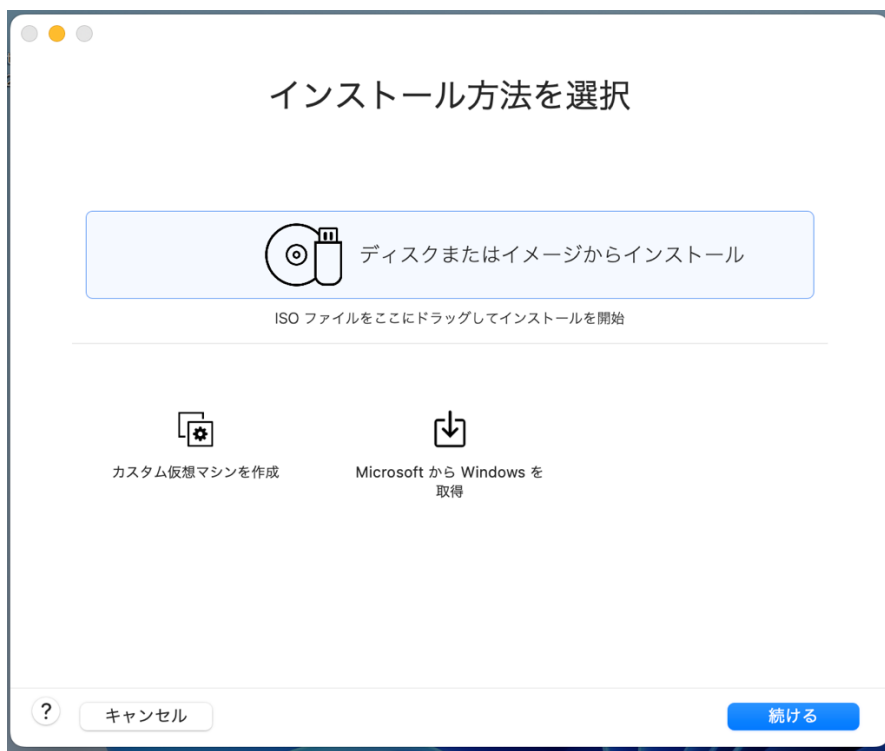 インストール方法を選択
ディスクまたはイメージからインストール
ISO ファイルをここにドラッグしてインストールを開始
カスタム仮想マシンを作成
Microsoft から Windows を
取得
?
キャンセル
続ける